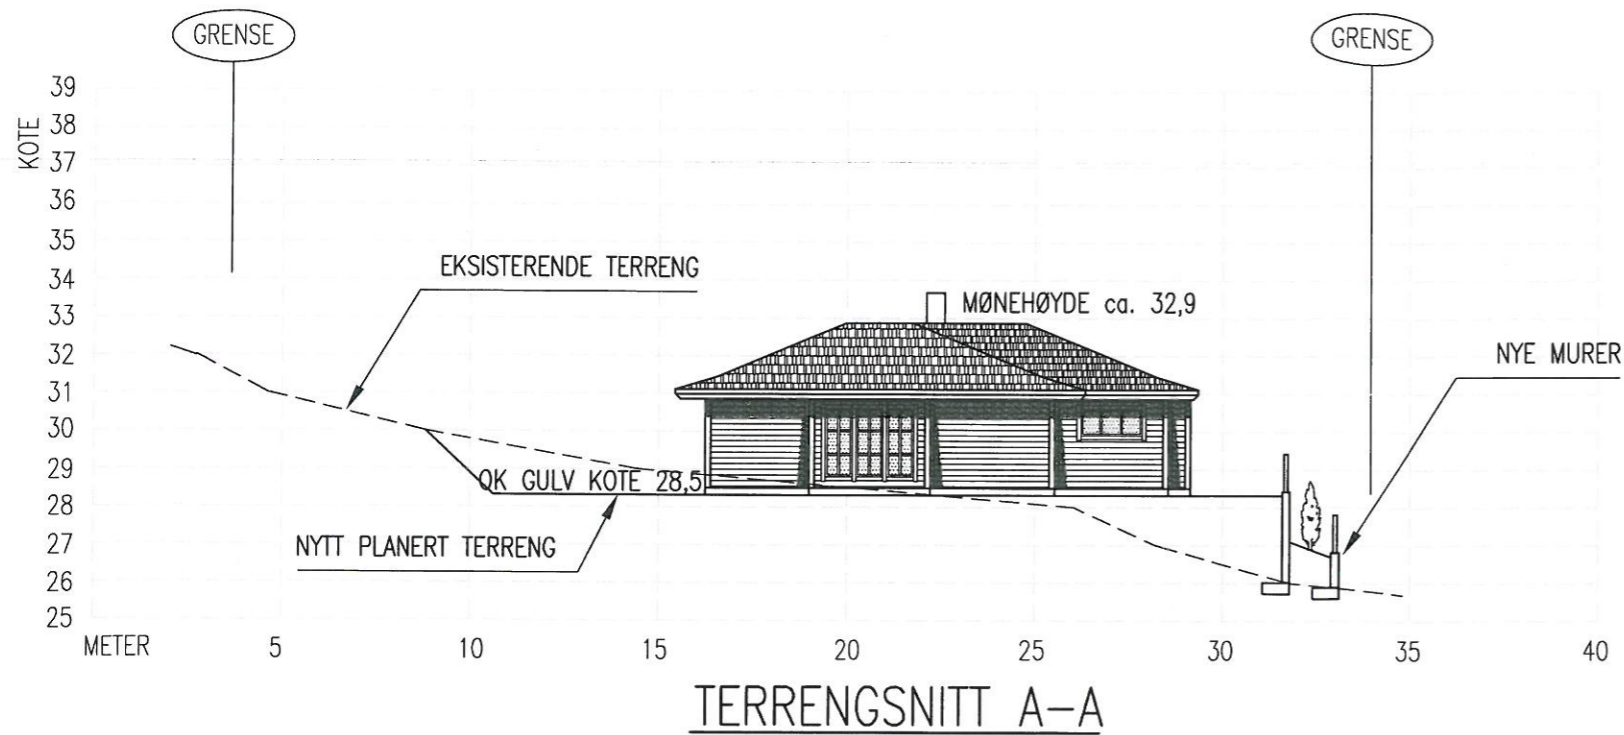 GRENSE
GRENSE
KOTE
39
38
37
36
35
34
33
32
31
30
29
28
27
26
25
EKSISTERENDE TERRENG
MØNEHØYDE ca. 32,9
NYE MURER
OK GULV KOTE 28,5
NYTT PLANERT TERRENG
METER 5 10 15 20 25 30 35 40
TERRENGSNITT A-A